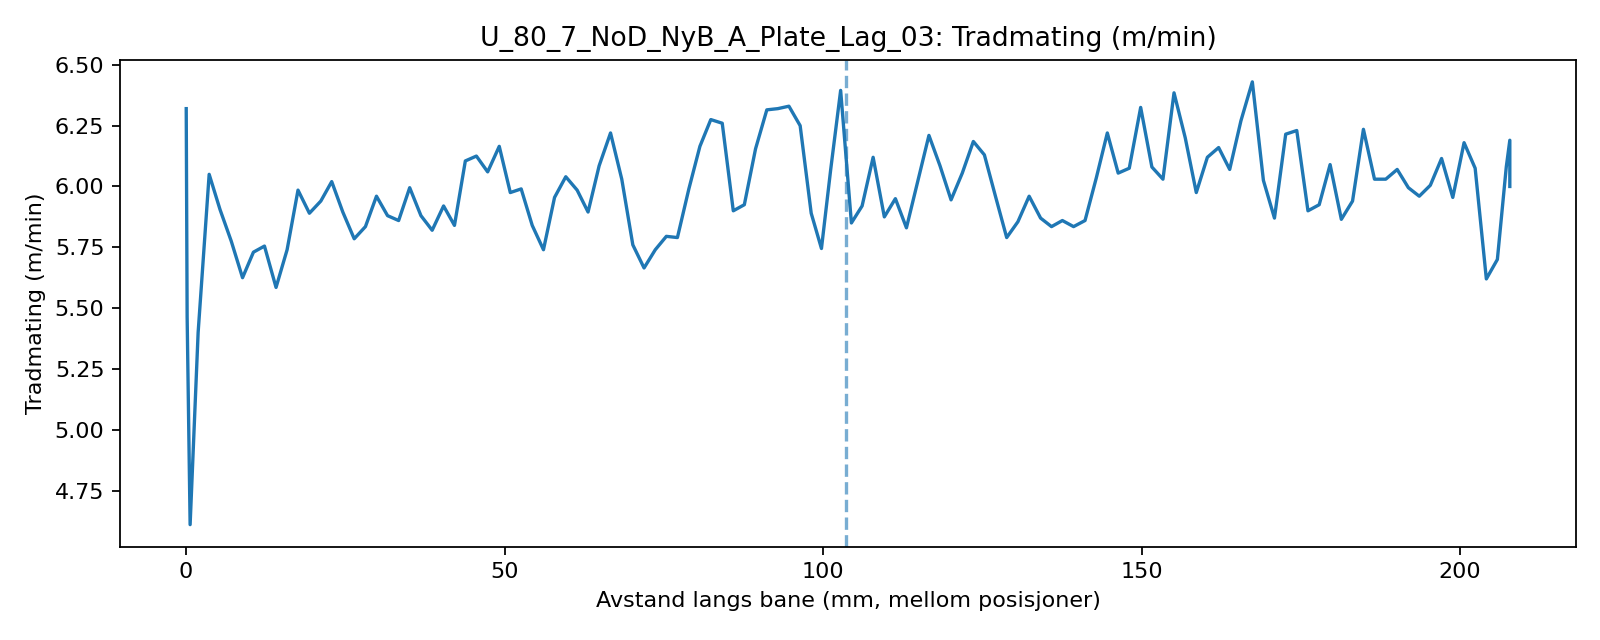 U_80_7_NoD_NyB_A_Plate_Lag_03: Tradmating (m/min)
Tradmating (m/min)
6.50
6.25
6.00
5.75
5.50
5.25
5.00
4.75
0 50 100 150 200
Avstand langs bane (mm, mellom posisjoner)